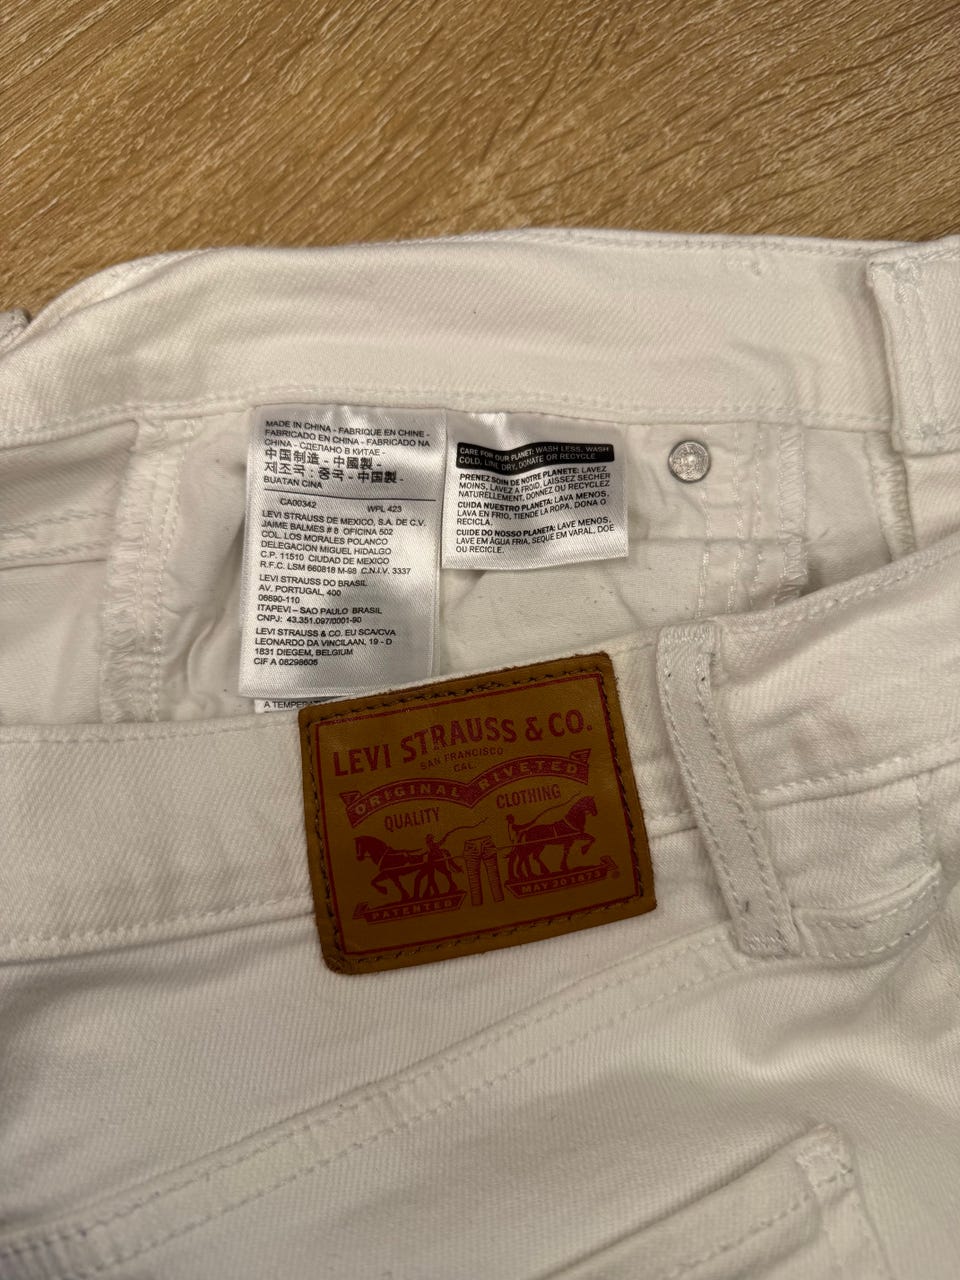 MADE IN CHINA - FABRIQUE EN CHINE -
FABRICADO EN CHINA - FABRICADO NA
CHINA - СДЕЛАНО В КИТАЕ -
中国制造 - 中國製 -
제조국 : 중국 - 中国製 -
BUATAN CINA
CA00342 WPL 423
LEVI STRAUSS DE MEXICO, S.A. DE C.V.
JAIME BALMES # 8 OFICINA 502
COL. LOS MORALES POLANCO
DELEGACION MIGUEL HIDALGO
C.P. 11510 CIUDAD DE MEXICO
R.F.C. LSM 660818 M-98 C.N.I.V. 3337
LEVI STRAUSS DO BRASIL
AV. PORTUGAL, 400
06690-110
ITAPEVI – SAO PAULO BRASIL
CNPJ: 43.351.097/0001-90
LEVI STRAUSS & CO. EU SCA/CVA
LEONARDO DA VINCILAAN, 19 - D
1831 DIEGEM, BELGIUM
CIF A 08298606
A TEMPERAT
CARE FOR OUR PLANET: WASH LESS, WASH
COLD, LINE DRY, DONATE OR RECYCLE
PRENEZ SOIN DE NOTRE PLANETE: LAVEZ
MOINS, LAVEZ A FROID, LAISSEZ SECHER
NATURELLEMENT, DONNEZ OU RECYCLEZ
CUIDA NUESTRO PLANETA: LAVA MENOS,
LAVA EN FRIO, TIENDE LA ROPA, DONA O
RECICLA.
CUIDE DO NOSSO PLANETA: LAVE MENOS,
LAVE EM ÁGUA FRIA, SEQUE EM VARAL, DOE
OU RECICLE.
LEVI STRAUSS & CO.
SAN FRANCISCO
CAL.
ORIGINAL RIVETED
QUALITY CLOTHING
PATENTED MAY 20 1873 ®